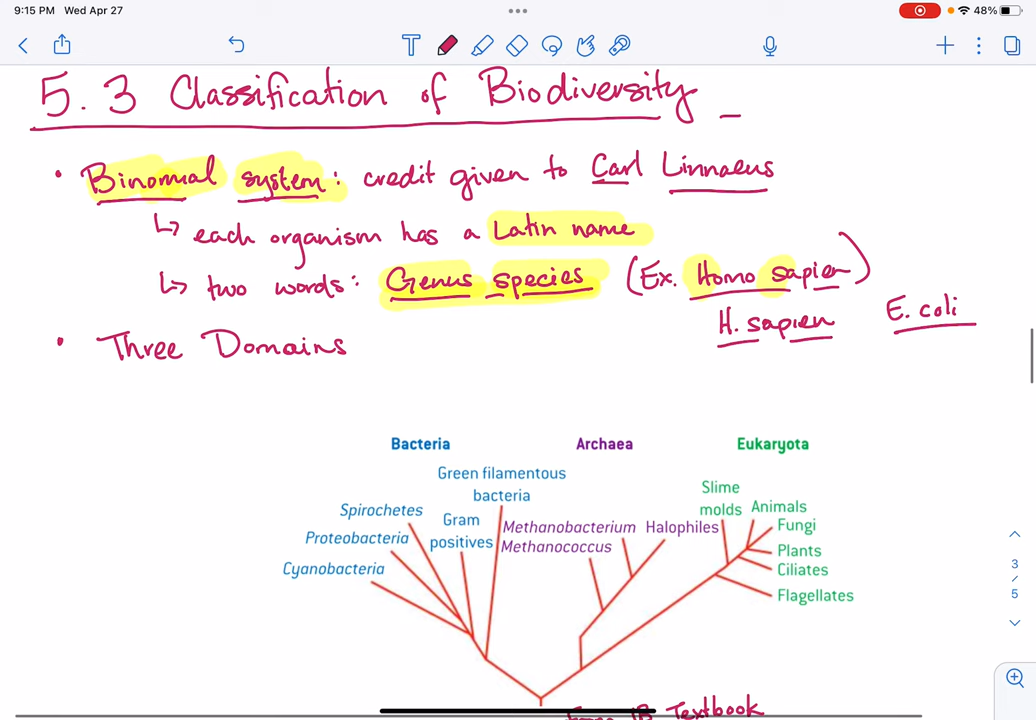 9:15 PM Wed Apr 27
48%
5.3 Classification of Biodiversity
• Binomial system: credit given to Carl Linnaeus
↳ each organism has a Latin name
↳ two words: Genus species (Ex. Homo sapien)
H. sapien E. coli
• Three Domains
Bacteria Archaea Eukaryota
Green filamentous
bacteria
Slime
molds
Spirochetes
Gram
positives
Animals
Methanobacterium Halophiles Fungi
Proteobacteria
Methanococcus
Plants
Cyanobacteria
Ciliates
Flagellates
3
/
5
From IB Textbook